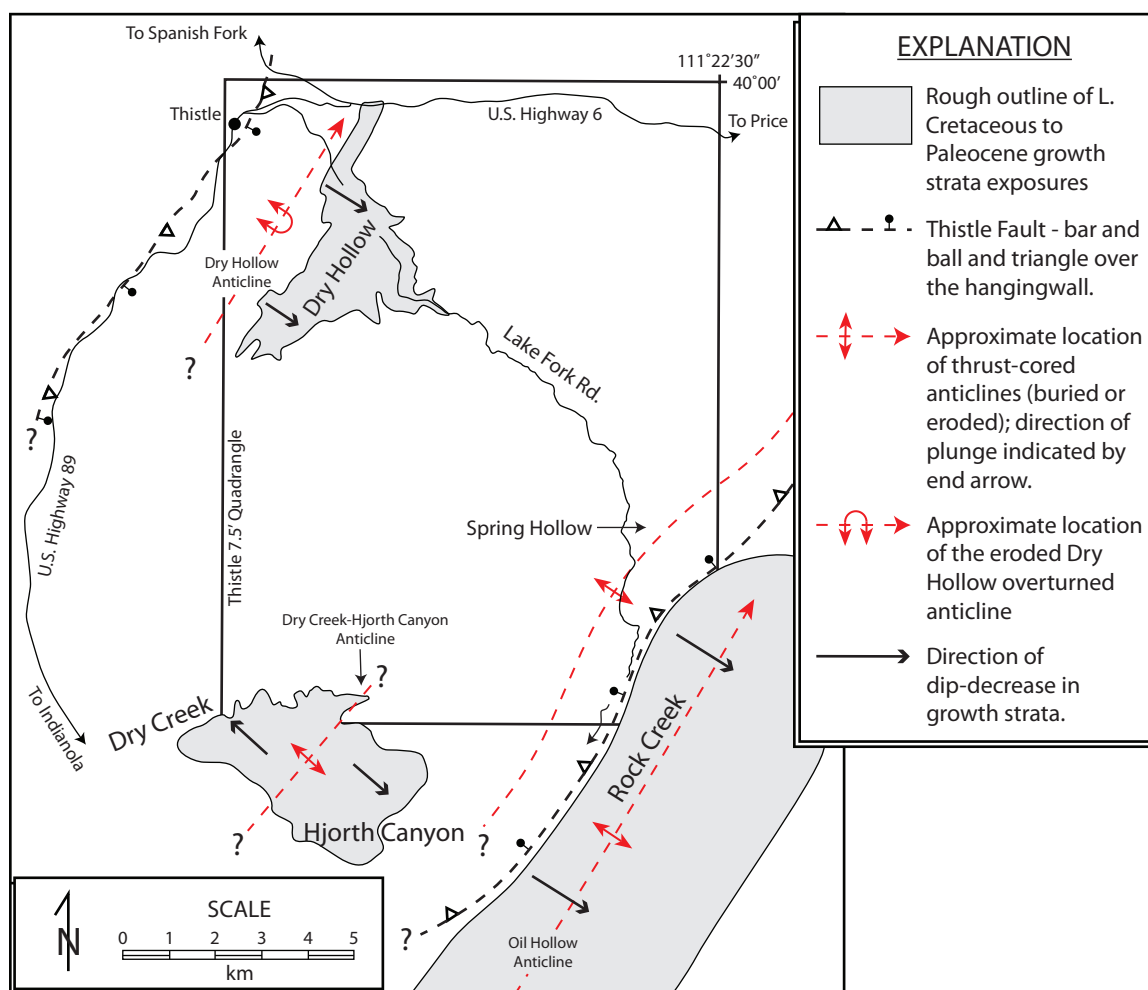 To Spanish Fork
111˚22'30"
40˚00'
Thistle
U.S. Highway 6
To Price
Dry Hollow
Anticline
Dry Hollow
?
?
Lake Fork Rd.
U.S. Highway 89
Thistle 7.5' Quadrangle
Spring Hollow
Dry Creek-Hjorth Canyon
Anticline
?
To Indianola
Dry Creek
Rock Creek
Hjorth Canyon
?
?
?
Oil Hollow
Anticline
N
SCALE
0 1 2 3 4 5
km
EXPLANATION
Rough outline of L.
Cretaceous to
Paleocene growth
strata exposures
Thistle Fault - bar and
ball and triangle over
the hangingwall.
Approximate location
of thrust-cored
anticlines (buried or
eroded); direction of
plunge indicated by
end arrow.
Approximate location
of the eroded Dry
Hollow overturned
anticline
Direction of
dip-decrease in
growth strata.